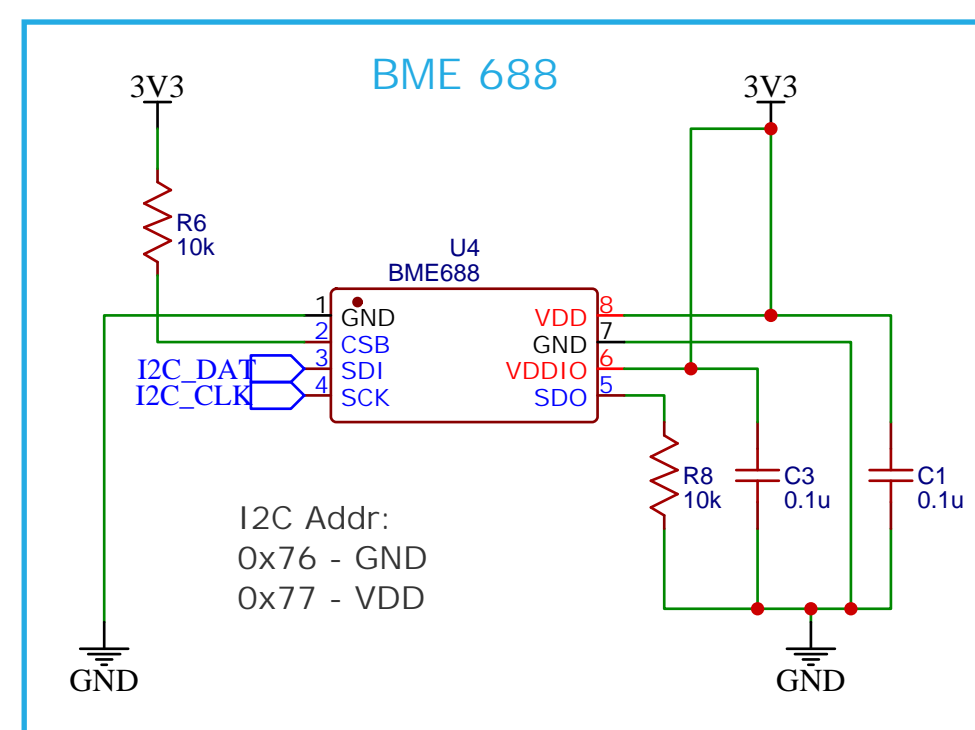 BME 688
3V3
3V3
R6
10k
U4
BME688
1
GND
2
CSB
I2C_DAT
3
SDI
I2C_CLK
4
SCK
8
VDD
7
GND
6
VDDIO
5
SDO
R8
10k
C3
0.1u
C1
0.1u
I2C Addr:
0x76 - GND
0x77 - VDD
GND
GND